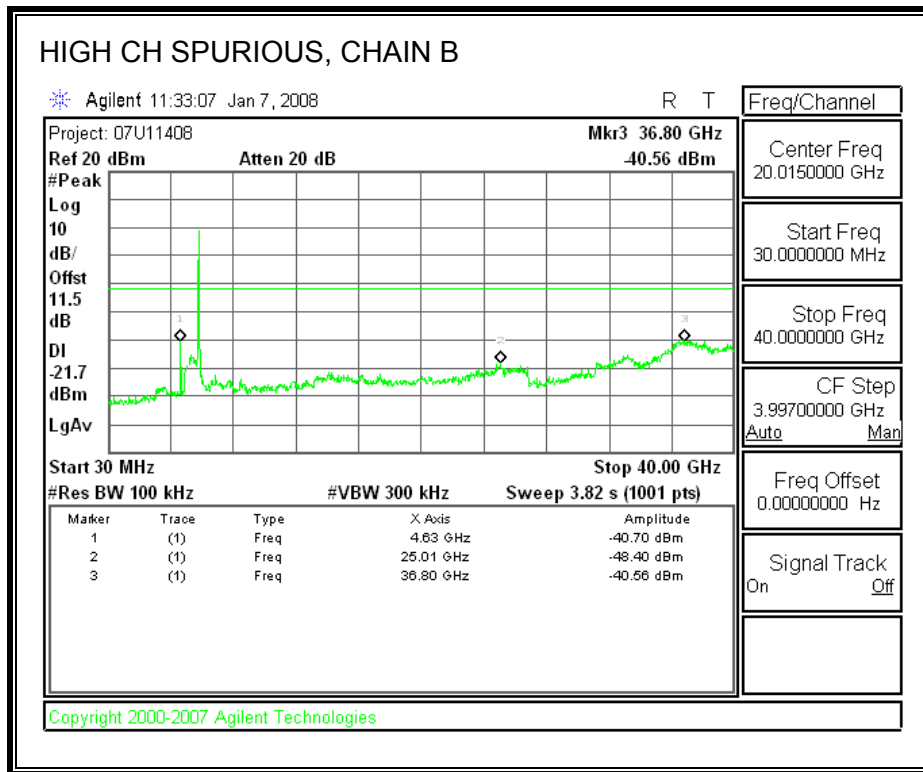 HIGH CH SPURIOUS, CHAIN B
Agilent 11:33:07 Jan 7, 2008 R T
Project: 07U11408 Mkr3 36.80 GHz
Ref 20 dBm Atten 20 dB -40.56 dBm
#Peak
Log
10
dB/
Offst
11.5
dB
DI
-21.7
dBm
LgAv
1
2
3
Start 30 MHz Stop 40.00 GHz
#Res BW 100 kHz #VBW 300 kHz Sweep 3.82 s (1001 pts)
Marker Trace Type X Axis Amplitude
1 (1) Freq 4.63 GHz -40.70 dBm
2 (1) Freq 25.01 GHz -48.40 dBm
3 (1) Freq 36.80 GHz -40.56 dBm
Freq/Channel
Center Freq
20.0150000 GHz
Start Freq
30.0000000 MHz
Stop Freq
40.0000000 GHz
CF Step
3.99700000 GHz
Auto Man
Freq Offset
0.00000000 Hz
Signal Track
On Off
Copyright 2000-2007 Agilent Technologies